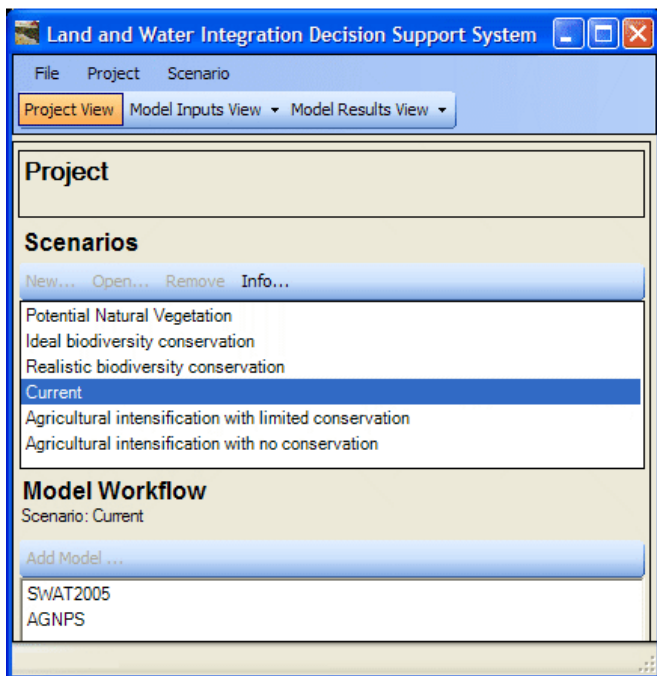 Land and Water Integration Decision Support System
File Project Scenario
Project View Model Inputs View Model Results View
Project
Scenarios
New... Open... Remove Info...
Potential Natural Vegetation
Ideal biodiversity conservation
Realistic biodiversity conservation
Current
Agricultural intensification with limited conservation
Agricultural intensification with no conservation
Model Workflow
Scenario: Current
Add Model ...
SWAT2005
AGNPS